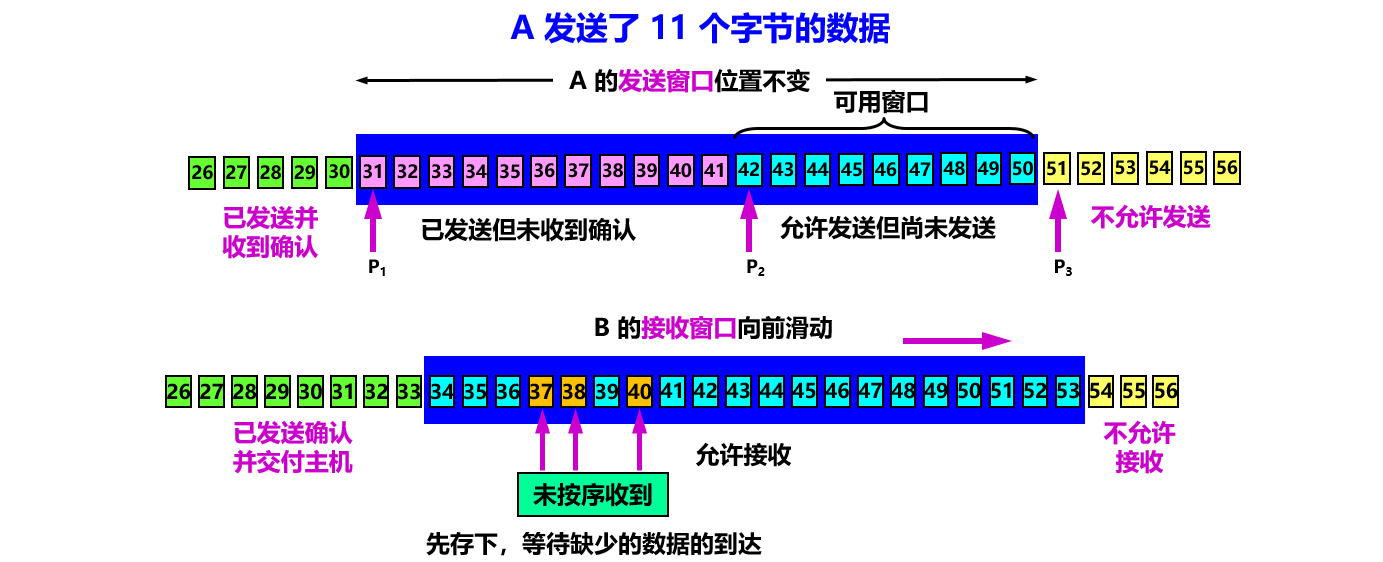 A 发送了 11 个字节的数据
A 的发送窗口位置不变
可用窗口
26 27 28 29 30 31 32 33 34 35 36 37 38 39 40 41 42 43 44 45 46 47 48 49 50 51 52 53 54 55 56
已发送并
收到确认
已发送但未收到确认
允许发送但尚未发送
不允许发送
P1
P2
P3
B 的接收窗口向前滑动
26 27 28 29 30 31 32 33 34 35 36 37 38 39 40 41 42 43 44 45 46 47 48 49 50 51 52 53 54 55 56
已发送确认
并交付主机
允许接收
不允许
接收
未按序收到
先存下，等待缺少的数据的到达